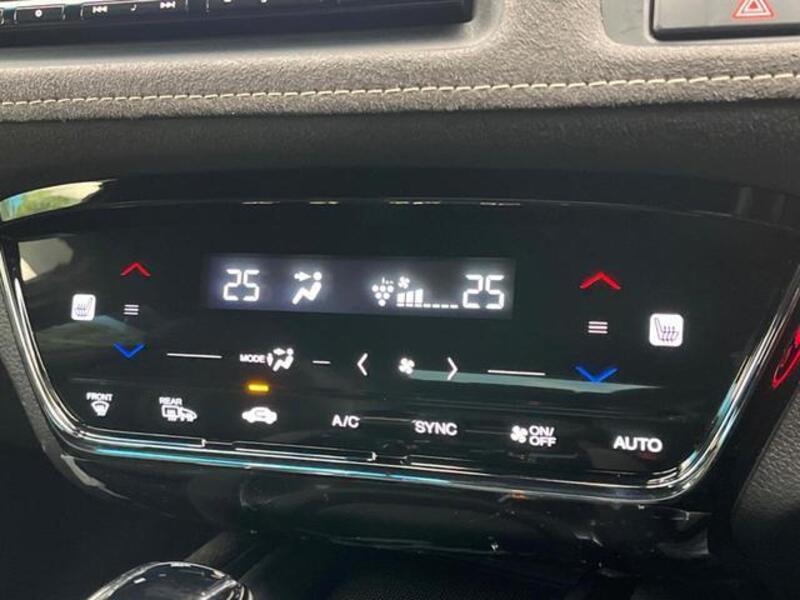 25 25
MODE
FRONT REAR
A/C SYNC ON/
OFF AUTO